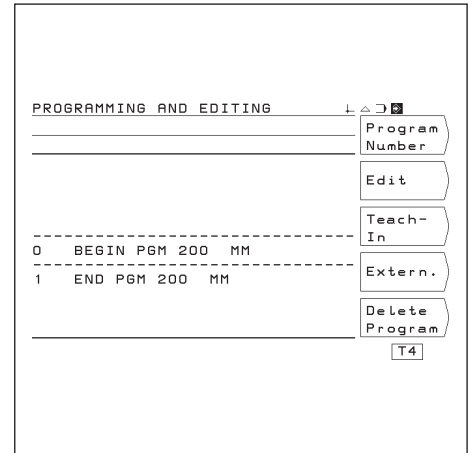 PROGRAMMING AND EDITING
Program
Number
Edit
Teach-
In
0 BEGIN PGM 200 MM
Extern.
1 END PGM 200 MM
Delete
Program
T4